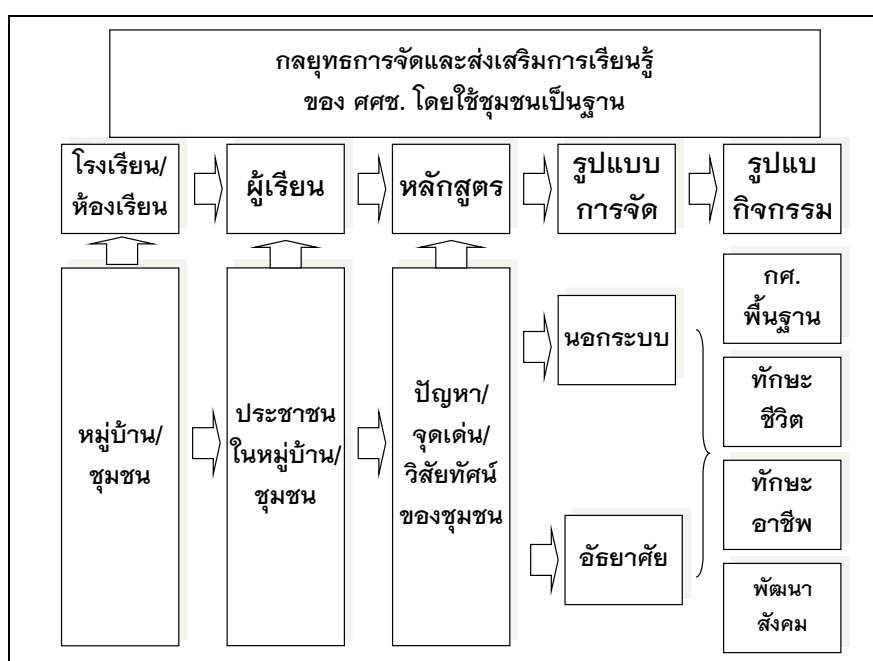 กลยุทธการจัดและส่งเสริมการเรียนรู้
ของ ศศช. โดยใช้ชุมชนเป็นฐาน
โรงเรียน/
ห้องเรียน
ผู้เรียน
หลักสูตร
รูปแบบ
การจัด
รูปแบ
กิจกรรม
หมู่บ้าน/
ชุมชน
ประชาชน
ในหมู่บ้าน/
ชุมชน
ปัญหา/
จุดเด่น/
วิสัยทัศน์
ของชุมชน
นอกระบบ
อัธยาศัย
กศ.
พื้นฐาน
ทักษะ
ชีวิต
ทักษะ
อาชีพ
พัฒนา
สังคม